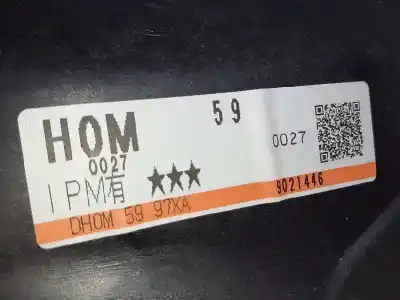 HOM 59
0027 0027
IPM有 ★★★
DHOM 59 97XA 9021446